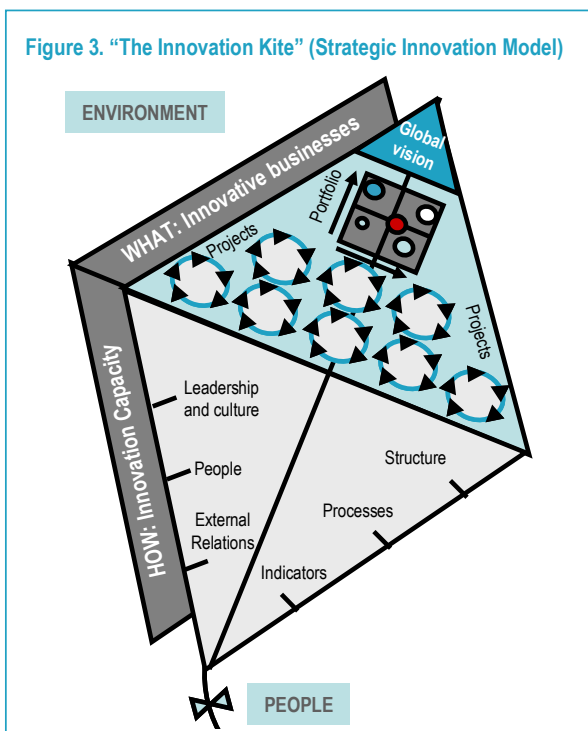 Figure 3. “The Innovation Kite” (Strategic Innovation Model)
ENVIRONMENT
WHAT: Innovative businesses
Global
vision
Portfolio
Projects
Projects
HOW: Innovation Capacity
Leadership
and culture
People
External
Relations
Structure
Processes
Indicators
PEOPLE